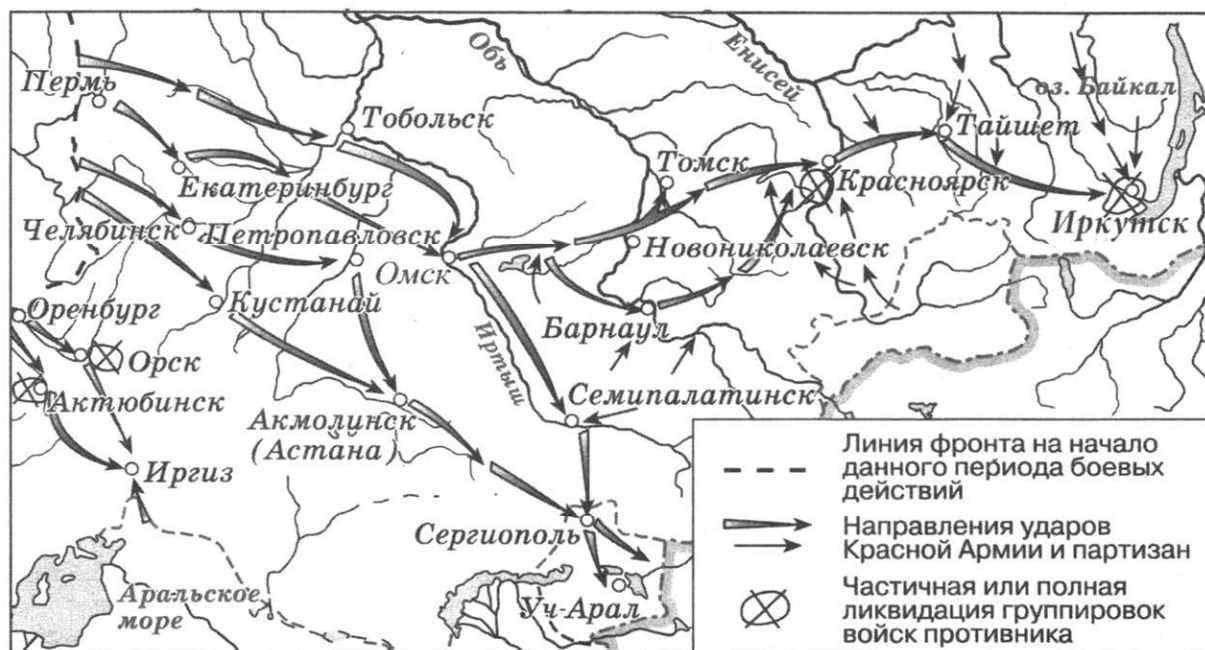 Обь
Енисей
оз. Байкал
Пермь
Тобольск
Тайшет
Томск
Екатеринбург
Красноярск
Иркутск
Челябинск
Петропавловск
Новониколаевск
Омск
Оренбург
Кустанай
Барнаул
Иртыш
Орск
Актюбинск
Семипалатинск
Акмолинск
(Астана)
Иргиз
Сергиополь
Уч-Арал
Аральское
море
Линия фронта на начало
данного периода боевых
действий
Направления ударов
Красной Армии и партизан
Частичная или полная
ликвидация группировок
войск противника